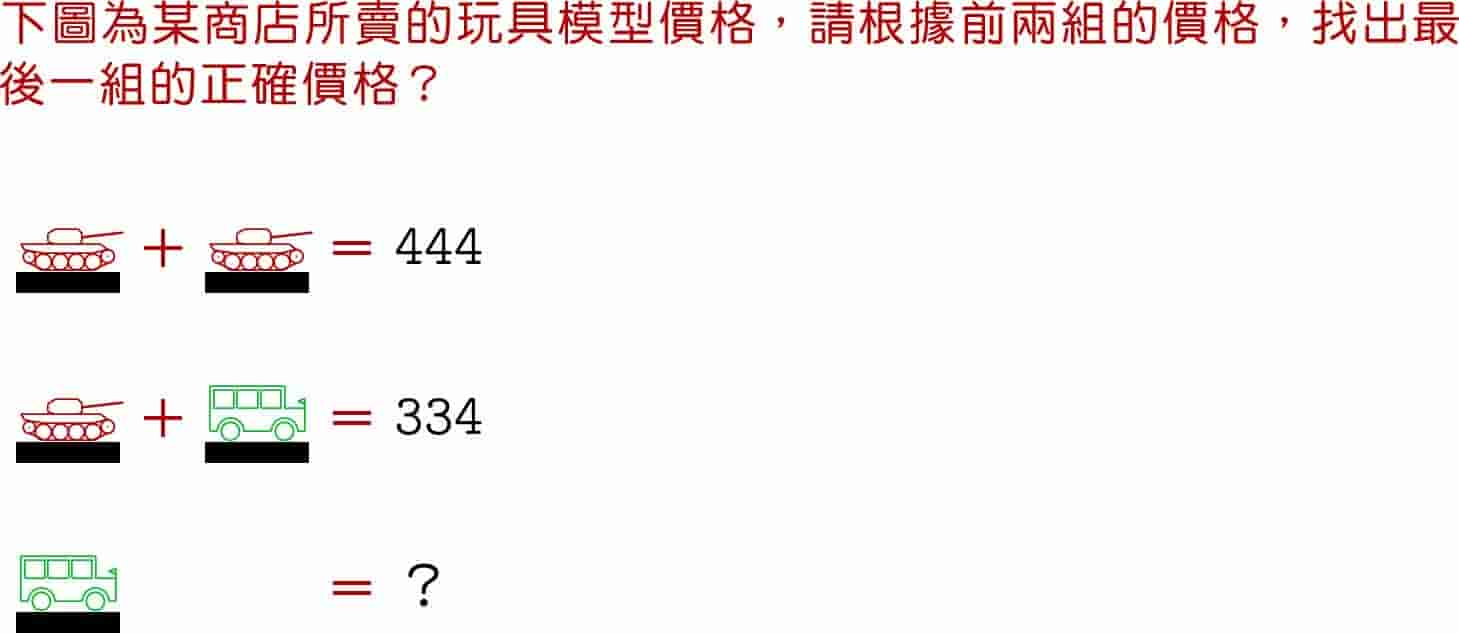 下圖為某商店所賣的玩具模型價格，請根據前兩組的價格，找出最
後一組的正確價格？
+ = 444
+ = 334
= ?